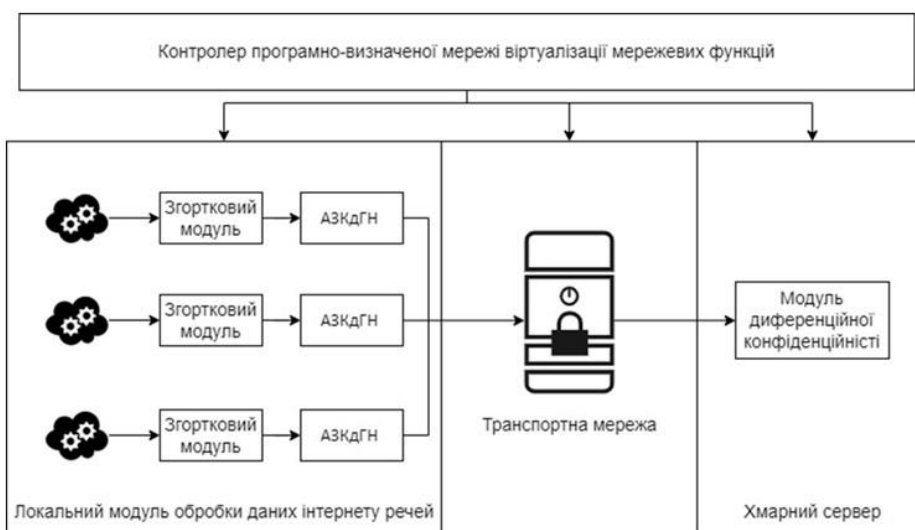 Контролер програмно-визначеної мережі віртуалізації мережевих функцій
Згортковий
модуль
АЗКдГН
Згортковий
модуль
АЗКдГН
Згортковий
модуль
АЗКдГН
Локальний модуль обробки даних інтернету речей
Транспортна мережа
Модуль
диференційної
конфіденційністі
Хмарний сервер